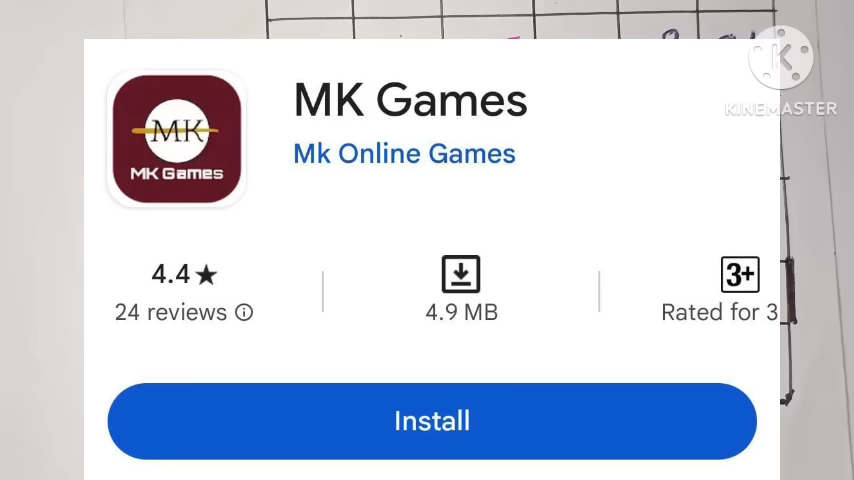 MK Games
Mk Online Games
MK
MK Games
K
KINEMASTER
4.4★
24 reviews
4.9 MB
3+
Rated for 3
Install